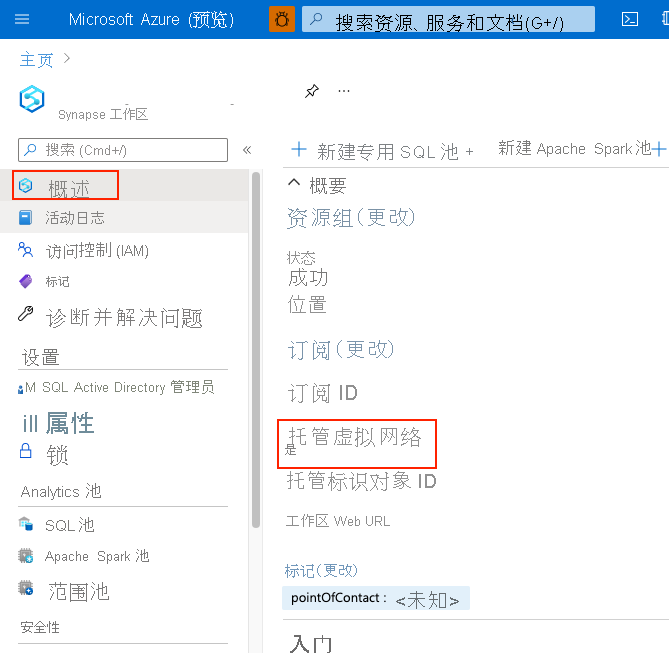 Microsoft Azure (预览)
搜索资源、服务和文档(G+/)
主页
Synapse 工作区
搜索 (Cmd+/)
概述
活动日志
访问控制 (IAM)
标记
诊断并解决问题
设置
M SQL Active Directory 管理员
ill 属性
锁
Analytics 池
SQL 池
Apache Spark 池
范围池
安全性
新建专用 SQL 池 +
新建 Apache Spark 池
概要
资源组(更改)
状态
成功
位置
订阅(更改)
订阅 ID
托管虚拟网络
是
托管标识对象 ID
工作区 Web URL
标记(更改)
pointOfContact : <未知>
入门